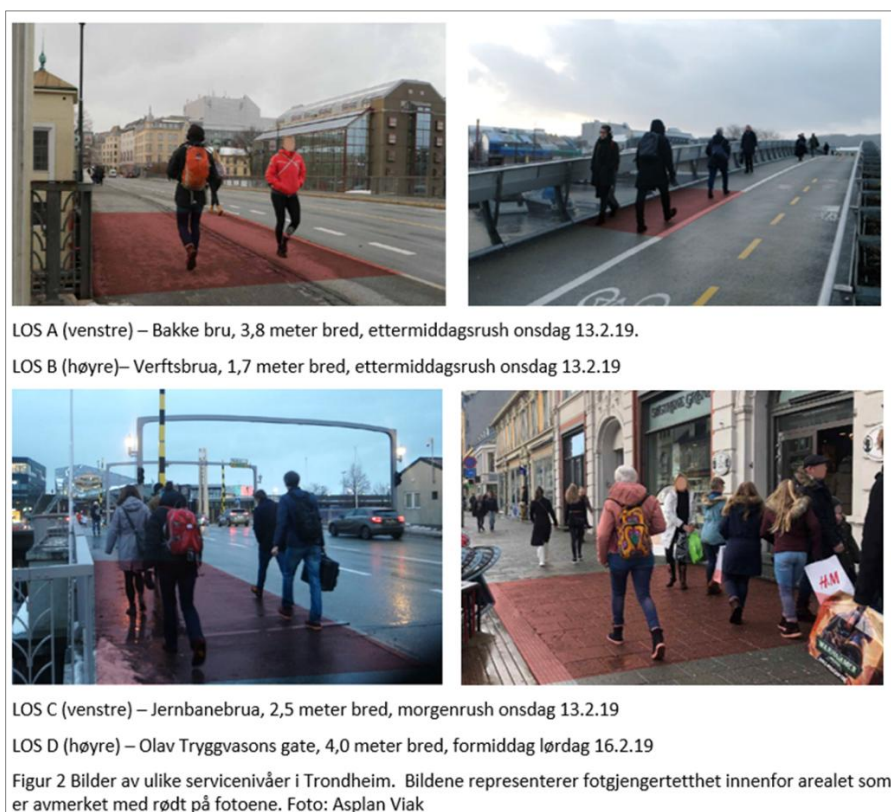 LOS A (venstre) – Bakke bru, 3,8 meter bred, ettermiddagsrush onsdag 13.2.19.
LOS B (høyre)– Verftsbrua, 1,7 meter bred, ettermiddagsrush onsdag 13.2.19
H&M
LOS C (venstre) – Jernbanebrua, 2,5 meter bred, morgenrush onsdag 13.2.19
LOS D (høyre) – Olav Tryggvasons gate, 4,0 meter bred, formiddag lørdag 16.2.19
Figur 2 Bilder av ulike servicenivåer i Trondheim. Bildene representerer fotgjengertetthet innenfor arealet som
er avmerket med rødt på fotoene. Foto: Asplan Viak